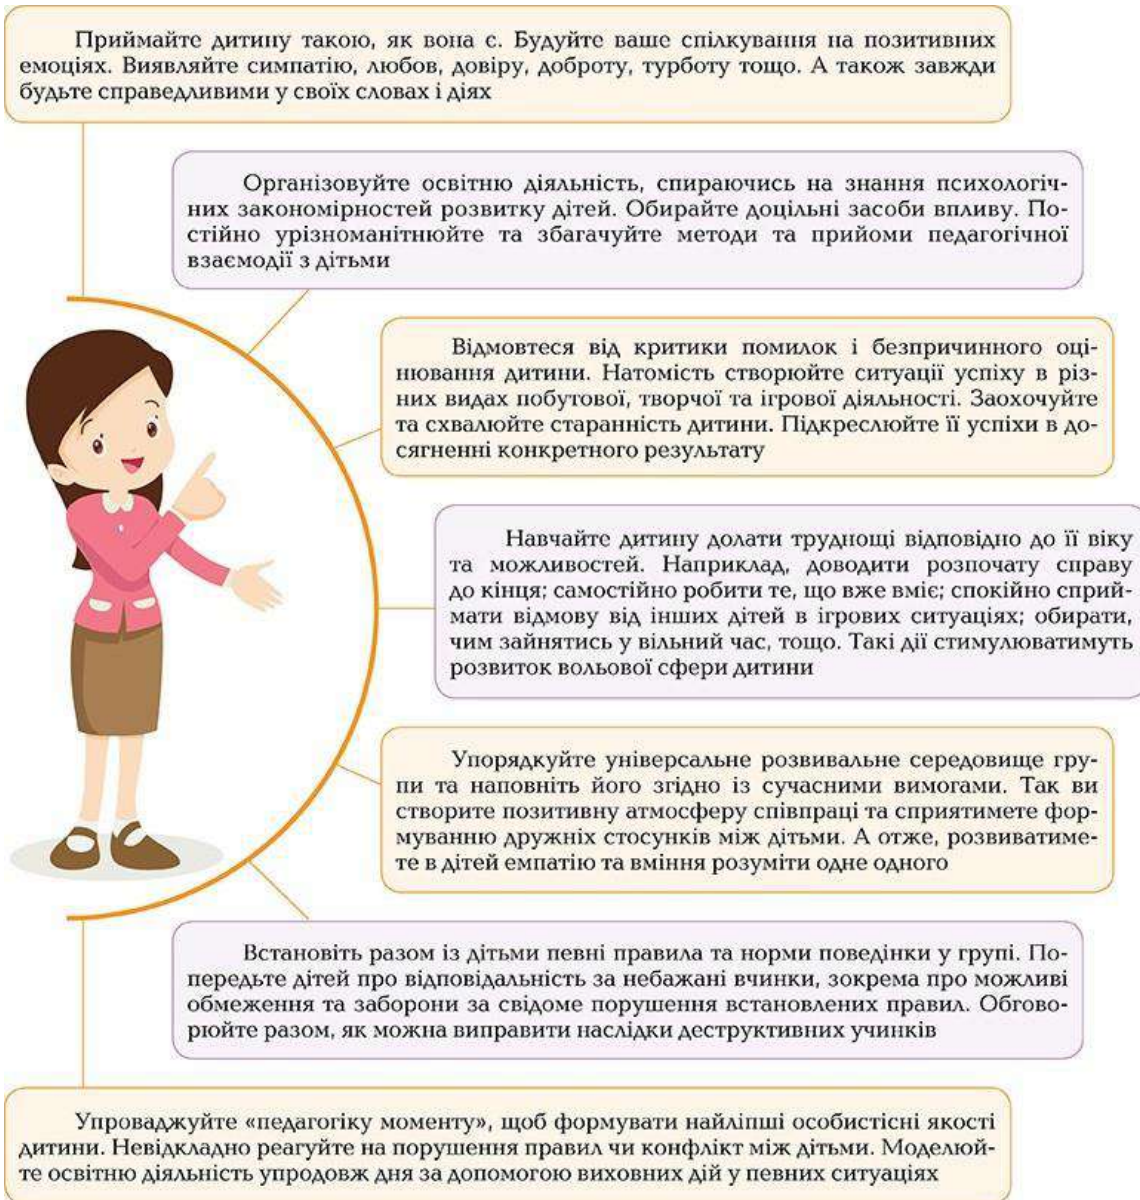 Приймайте дитину такою, як вона є. Будуйте ваше спілкування на позитивних
емоціях. Виявляйте симпатію, любов, довіру, доброту, турботу тощо. А також завжди
будьте справедливими у своїх словах і діях
Організовуйте освітню діяльність, спираючись на знання психологіч-
них закономірностей розвитку дітей. Обирайте доцільні засоби впливу. По-
стійно урізноманітнюйте та збагачуйте методи та прийоми педагогічної
взаємодії з дітьми
Відмовтеся від критики помилок і безпричинного оці-
нювання дитини. Натомість створюйте ситуації успіху в різ-
них видах побутової, творчої та ігрової діяльності. Заохочуйте
та схвалюйте старанність дитини. Підкреслюйте її успіхи в до-
сягненні конкретного результату
Навчайте дитину долати труднощі відповідно до її віку
та можливостей. Наприклад, доводити розпочату справу
до кінця; самостійно робити те, що вже вміє; спокійно сприй-
мати відмову від інших дітей в ігрових ситуаціях; обирати,
чим зайнятись у вільний час, тощо. Такі дії стимулюватимуть
розвиток вольової сфери дитини
Упорядкуйте універсальне розвивальне середовище гру-
пи та наповніть його згідно із сучасними вимогами. Так ви
створите позитивну атмосферу співпраці та сприятимете фор-
муванню дружніх стосунків між дітьми. А отже, розвиватиме-
те в дітей емпатію та вміння розуміти одне одного
Встановіть разом із дітьми певні правила та норми поведінки у групі. По-
передьте дітей про відповідальність за небажані вчинки, зокрема про можливі
обмеження та заборони за свідоме порушення встановлених правил. Обгово-
рюйте разом, як можна виправити наслідки деструктивних учинків
Упроваджуйте «педагогіку моменту», щоб формувати найліпші особистісні якості
дитини. Невідкладно реагуйте на порушення правил чи конфлікт між дітьми. Моделюй-
те освітню діяльність упродовж дня за допомогою виховних дій у певних ситуаціях